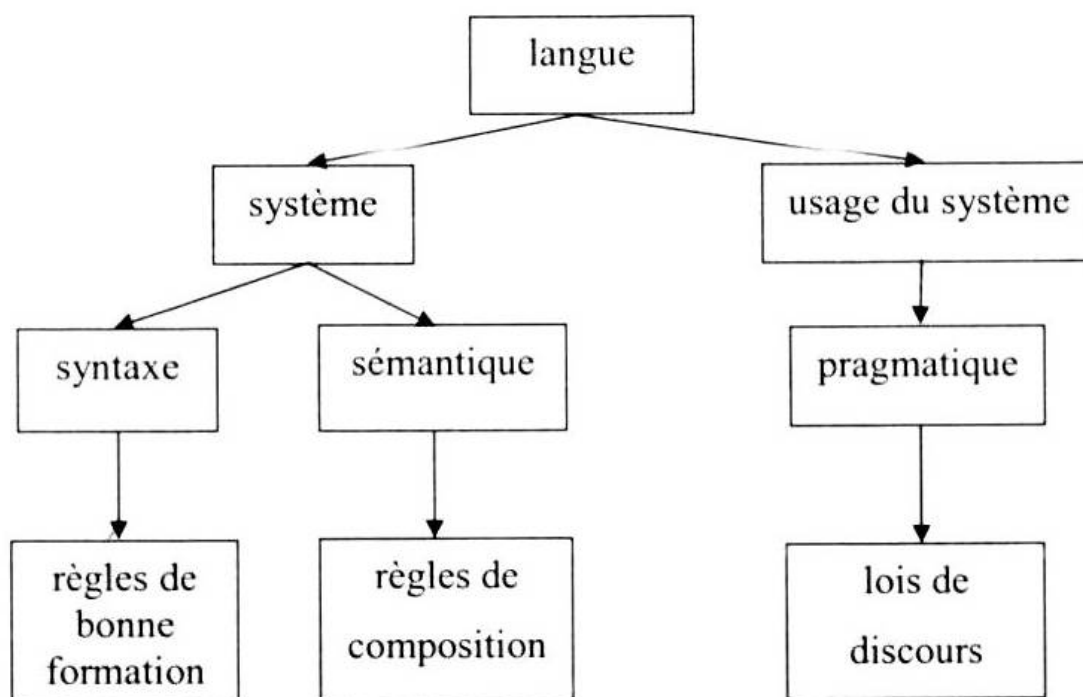 langue
système
usage du système
syntaxe
sémantique
pragmatique
règles de
bonne
formation
règles de
composition
lois de
discours